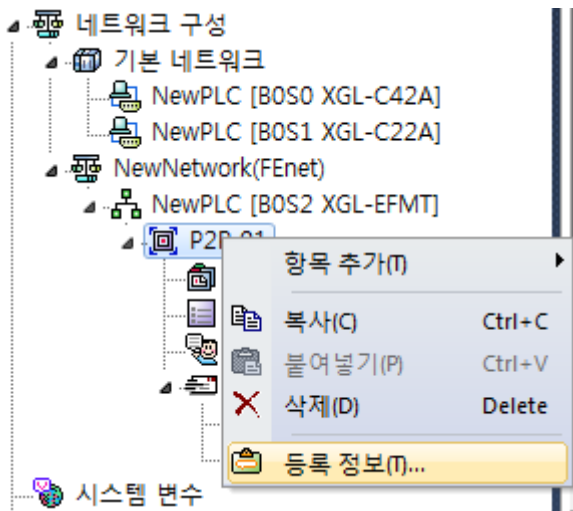 네트워크 구성
기본 네트워크
NewPLC [B0S0 XGL-C42A]
NewPLC [B0S1 XGL-C22A]
NewNetwork(FEnet)
NewPLC [B0S2 XGL-EFMT]
P2P 01
항목 추가(T)
복사(C) Ctrl+C
붙여넣기(P) Ctrl+V
삭제(D) Delete
등록 정보(T)...
시스템 변수